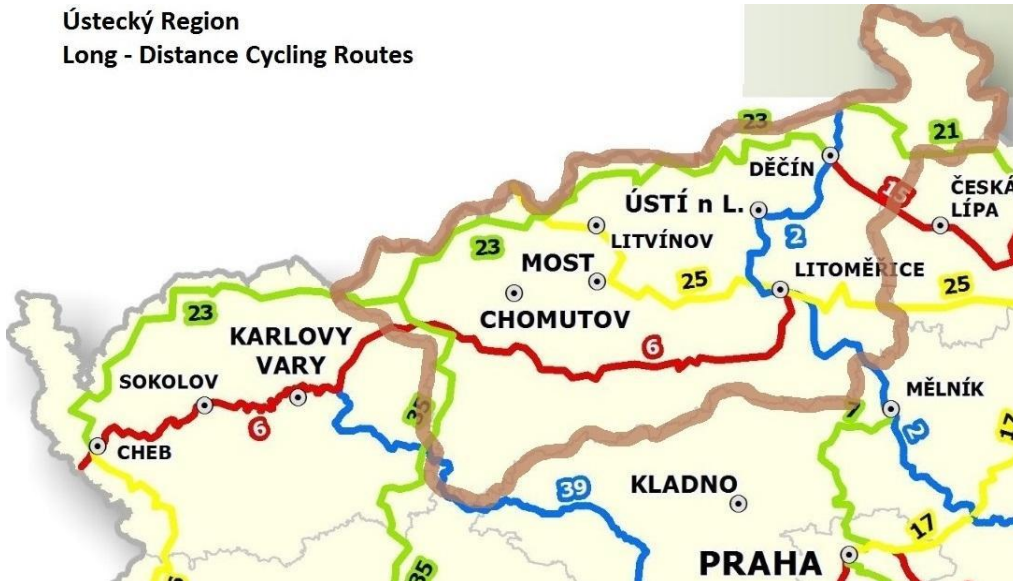 Ústecký Region
Long - Distance Cycling Routes
23
21
DĚČÍN
15
ČESKÁ
LÍPA
ÚSTÍ n L.
2
23
LITVÍNOV
MOST
25
LITOMĚŘICE
25
CHOMUTOV
23
KARLOVY
VARY
6
SOKOLOV
6
CHEB
35
7
MĚLNÍK
2
17
39
KLADNO
17
PRAHA
35